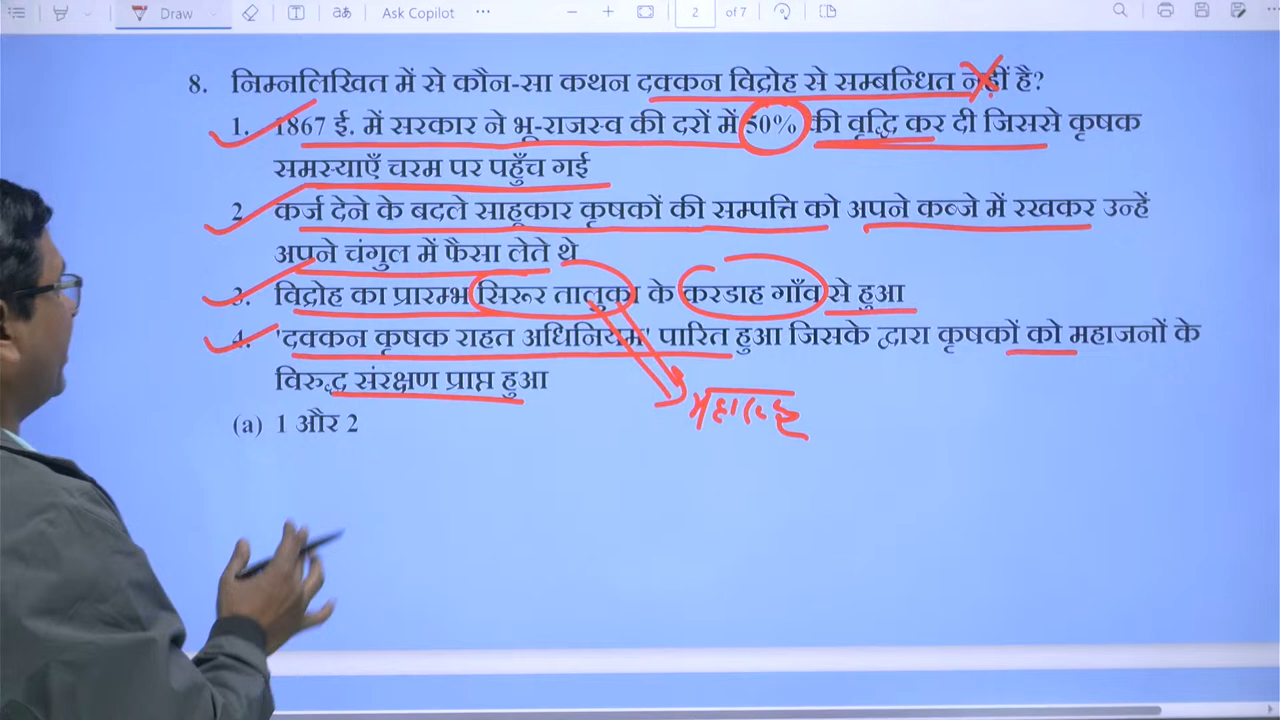 Draw
Ask Copilot
2 of 7
8. निम्नलिखित में से कौन-सा कथन दक्कन विद्रोह से सम्बन्धित नहीं है?
1. 1867 ई. में सरकार ने भू-राजस्व की दरों में 50% की वृद्धि कर दी जिससे कृषक
समस्याएँ चरम पर पहुँच गई
2 कर्ज देने के बदले साहूकार कृषकों की सम्पत्ति को अपने कब्जे में रखकर उन्हें
अपने चंगुल में फैसा लेते थे
3. विद्रोह का प्रारम्भ सिरूर तालुका के करडाह गाँव से हुआ
4. 'दक्कन कृषक राहत अधिनियम' पारित हुआ जिसके द्वारा कृषकों को महाजनों के
विरुद्ध संरक्षण प्राप्त हुआ
(a) 1 और 2